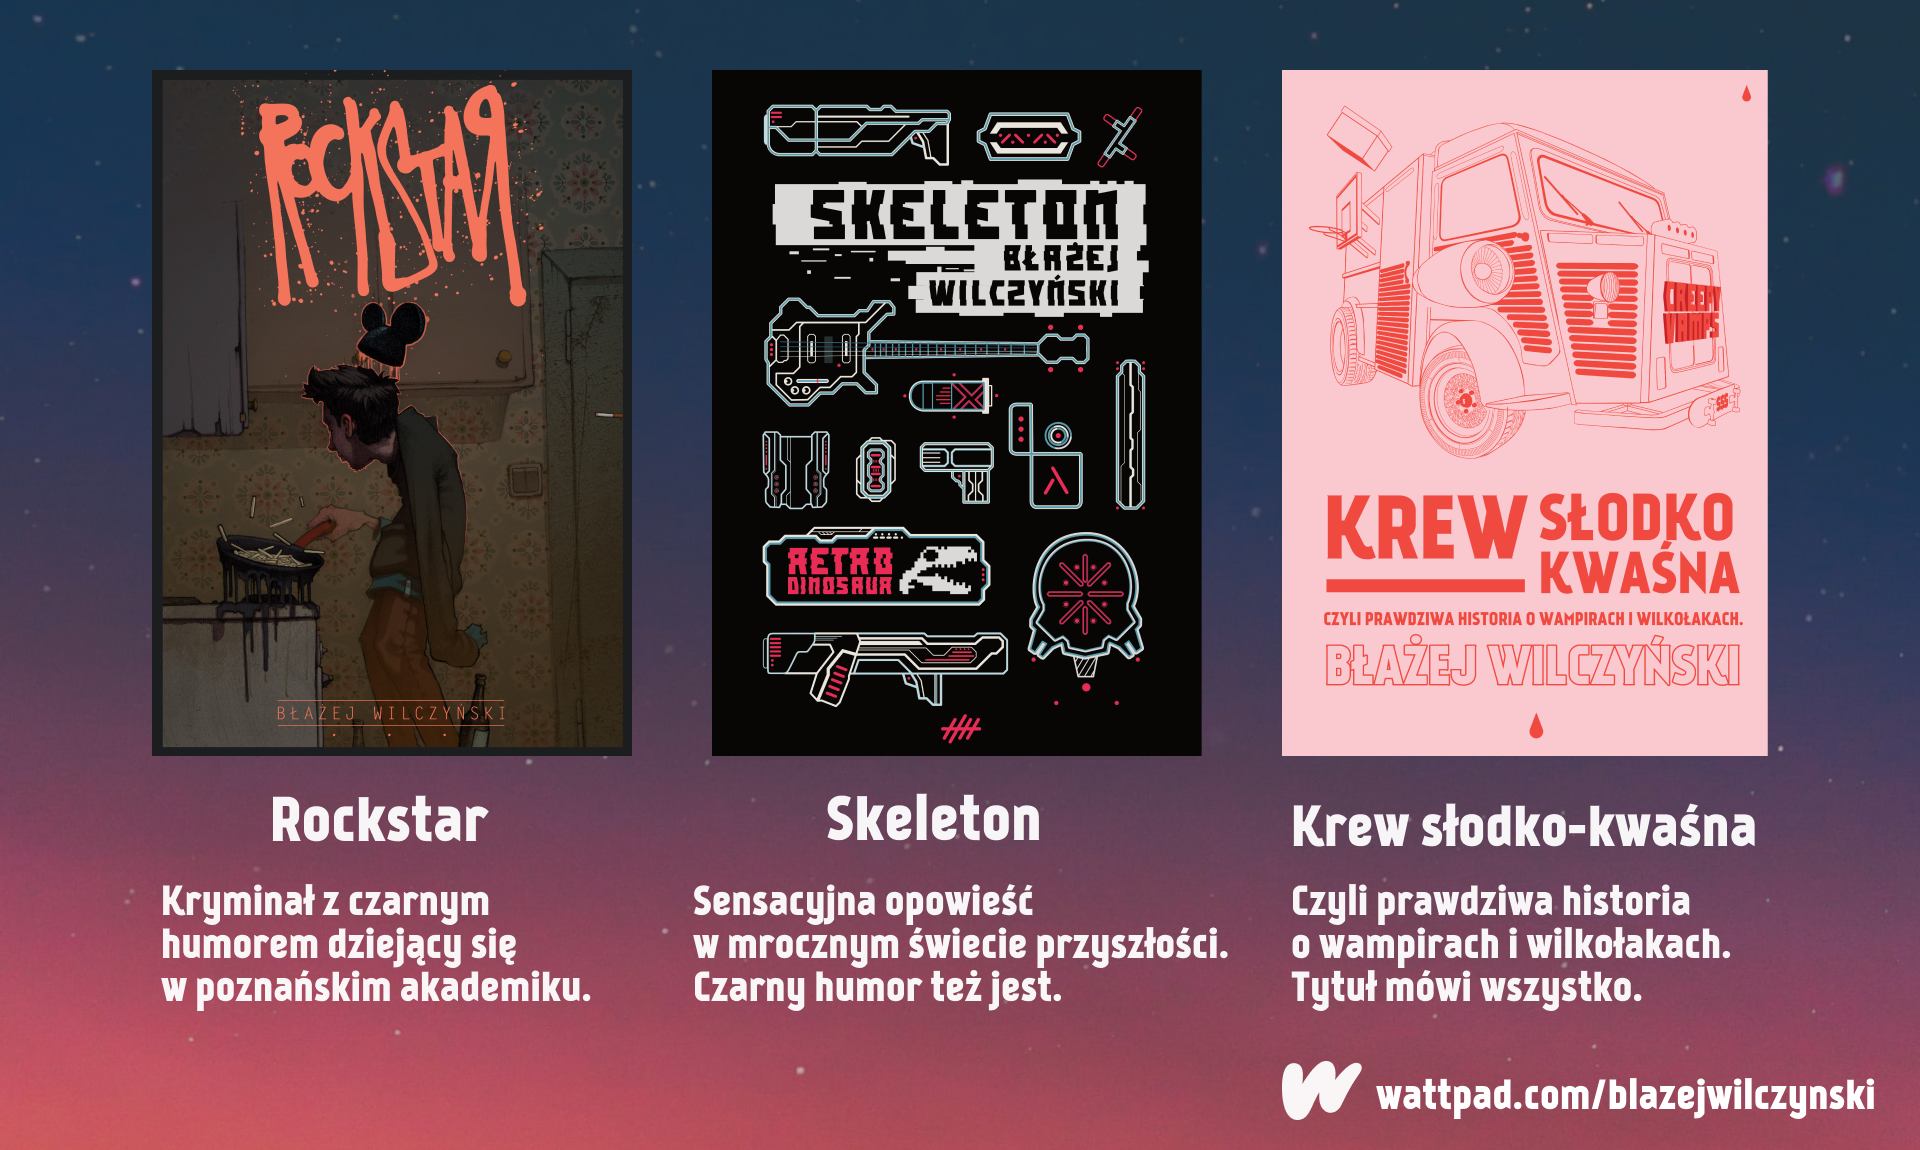 ROCKSTAR
BŁAŻEJ WILCZYŃSKI
SKELETON
BŁAŻEJ
WILCZYŃSKI
RETRO
DINOSAUR
CREEPY
VAMPS
SSS
KREW SŁODKO
KWAŚNA
CZYLI PRAWDZIWA HISTORIA O WAMPIRACH I WILKOŁAKACH.
BŁAŻEJ WILCZYŃSKI
Rockstar
Kryminał z czarnym
humorem dziejący się
w poznańskim akademiku.
Skeleton
Sensacyjna opowieść
w mrocznym świecie przyszłości.
Czarny humor też jest.
Krew słodko-kwaśna
Czyli prawdziwa historia
o wampirach i wilkołakach.
Tytuł mówi wszystko.
wattpad.com/blazejwilczynski